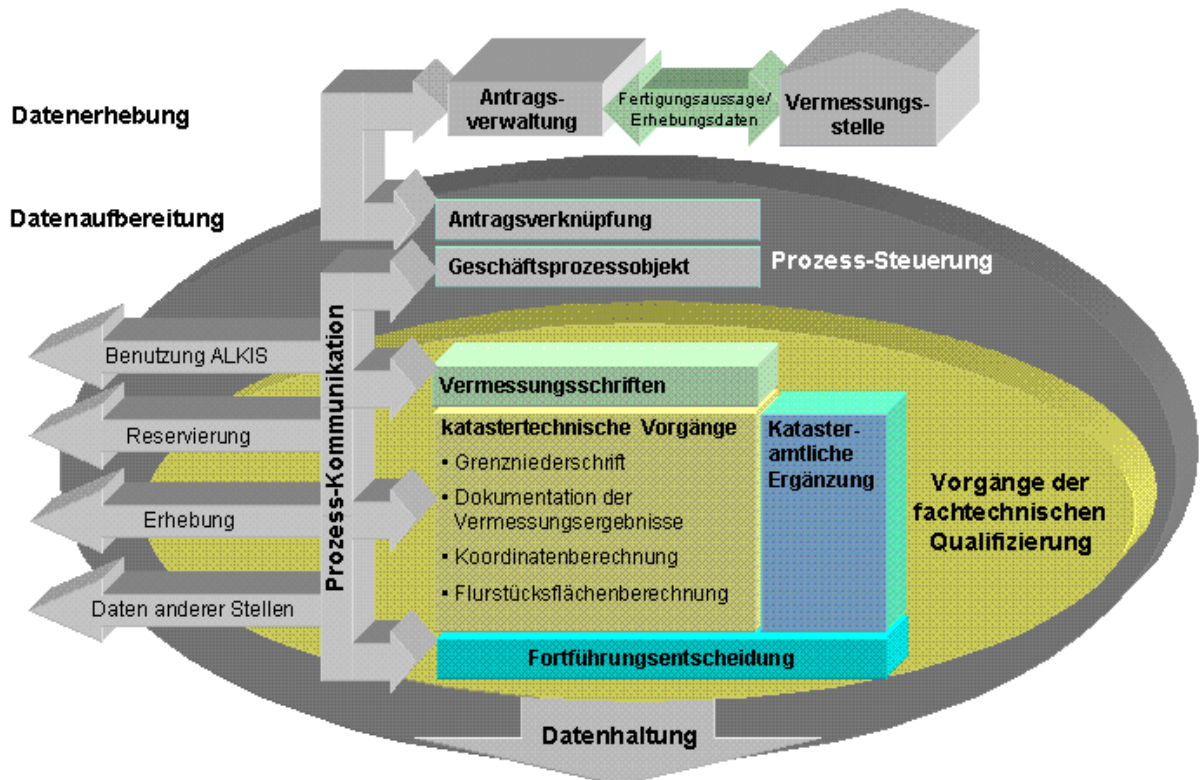 Datenerhebung
Antrags-
verwaltung
Fertigungsaussage/
Erhebungsdaten
Vermessungs-
stelle
Datenaufbereitung
Antragsverknüpfung
Geschäftsprozessobjekt
Prozess-Steuerung
Prozess-Kommunikation
Benutzung ALKIS
Reservierung
Erhebung
Daten anderer Stellen
Vermessungsschriften
katastertechnische Vorgänge
• Grenzniederschrift
• Dokumentation der
Vermessungsergebnisse
• Koordinatenberechnung
• Flurstücksflächenberechnung
Kataster-
amtliche
Ergänzung
Vorgänge der
fachtechnischen
Qualifizierung
Fortführungsentscheidung
Datenhaltung